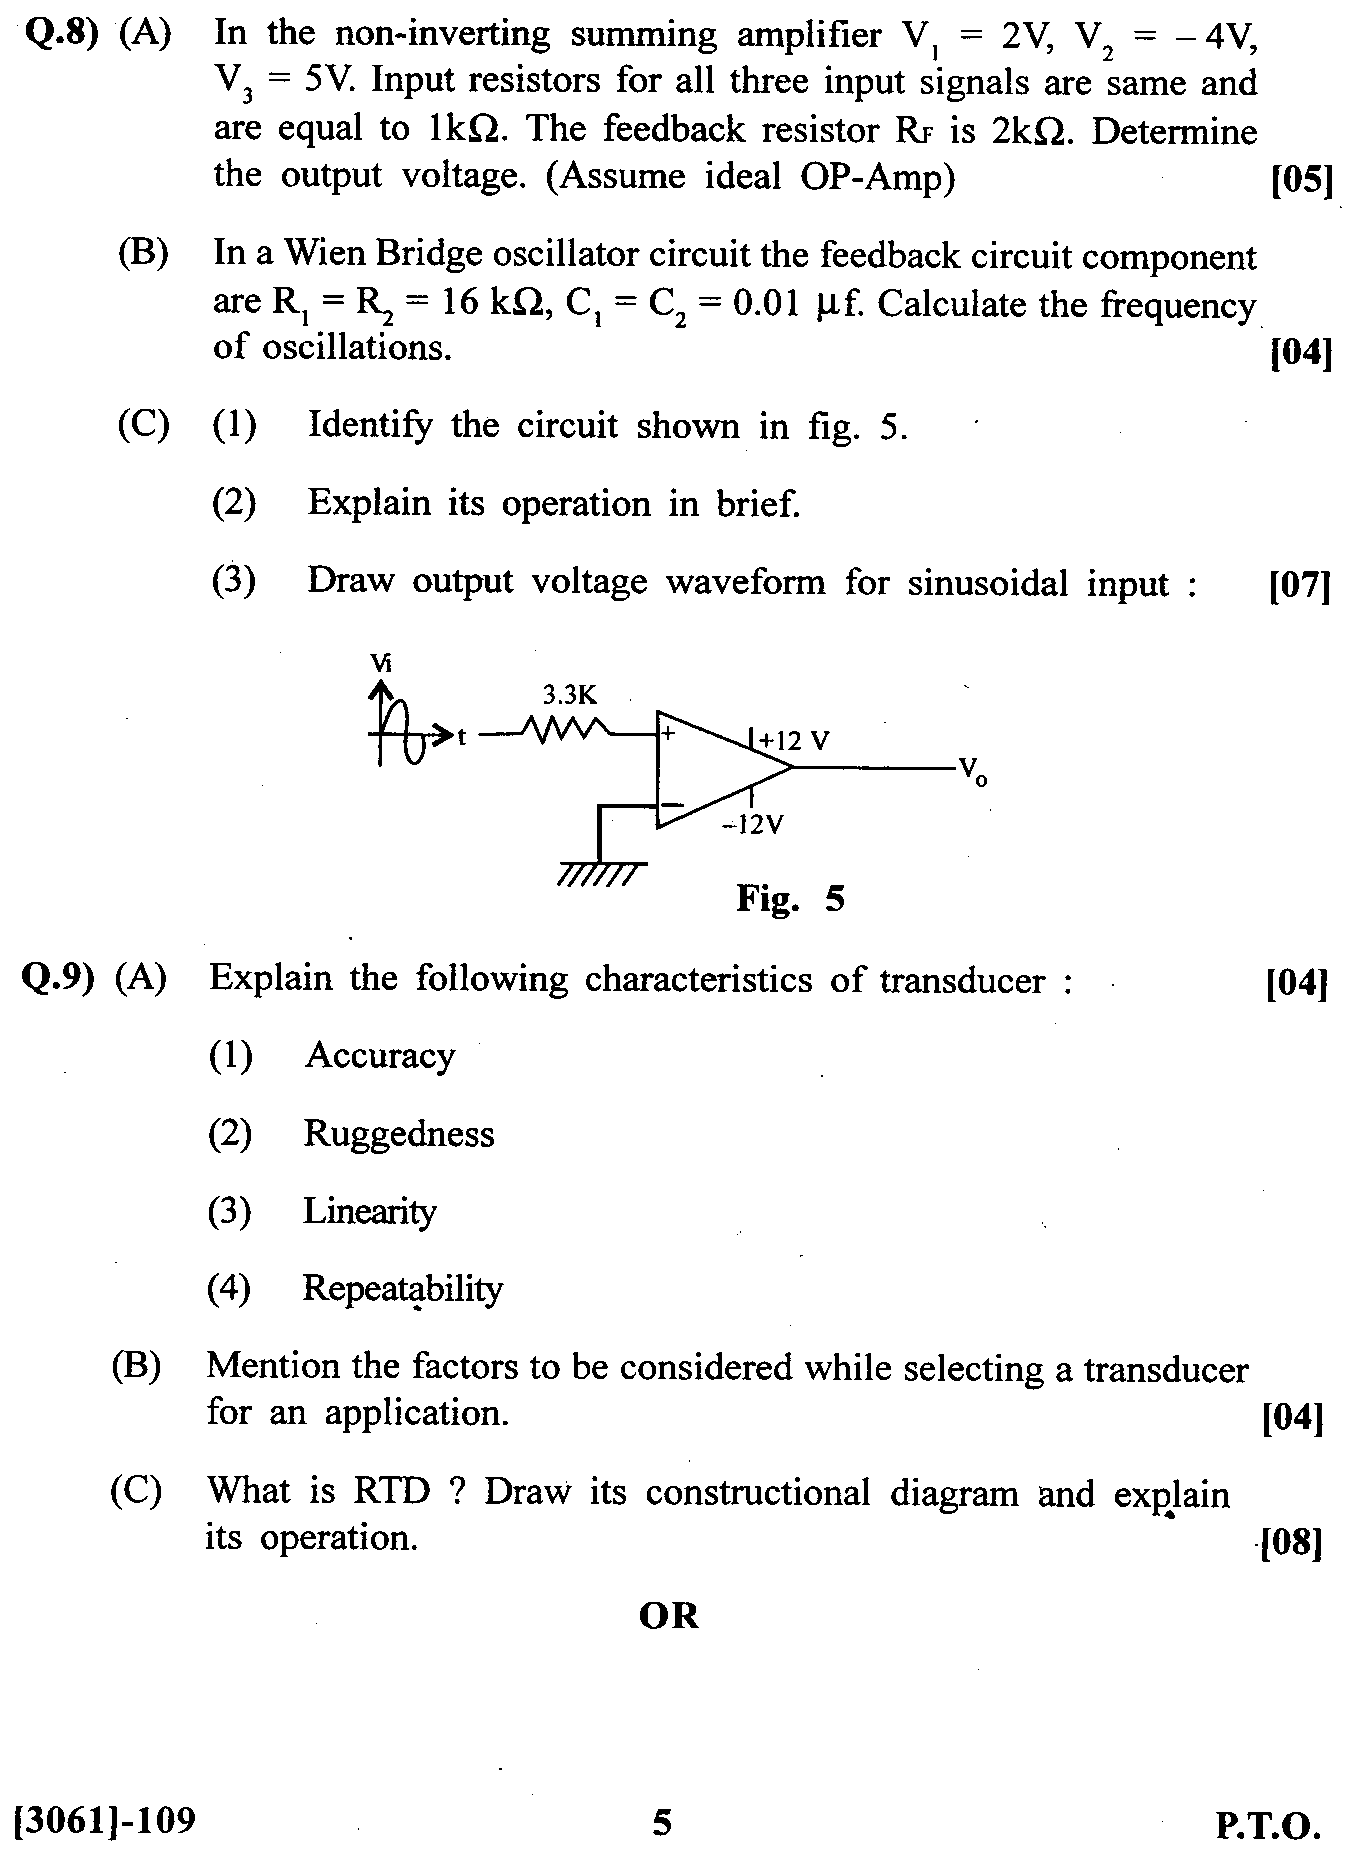 Q.8) (A) In the non-inverting summing amplifier V₁ = 2V, V₂ = – 4V,
V₃ = 5V. Input resistors for all three input signals are same and
are equal to 1kΩ. The feedback resistor RF is 2kΩ. Determine
the output voltage. (Assume ideal OP-Amp) [05]
(B) In a Wien Bridge oscillator circuit the feedback circuit component
are R₁ = R₂ = 16 kΩ, C₁ = C₂ = 0.01 µf. Calculate the frequency
of oscillations. [04]
(C) (1) Identify the circuit shown in fig. 5.
(2) Explain its operation in brief.
(3) Draw output voltage waveform for sinusoidal input : [07]
Vi
3.3K
t
+
+12 V
Vo
–
–12V
Fig. 5
Q.9) (A) Explain the following characteristics of transducer : [04]
(1) Accuracy
(2) Ruggedness
(3) Linearity
(4) Repeatability
(B) Mention the factors to be considered while selecting a transducer
for an application. [04]
(C) What is RTD ? Draw its constructional diagram and explain
its operation. [08]
OR
[3061]-109 5 P.T.O.